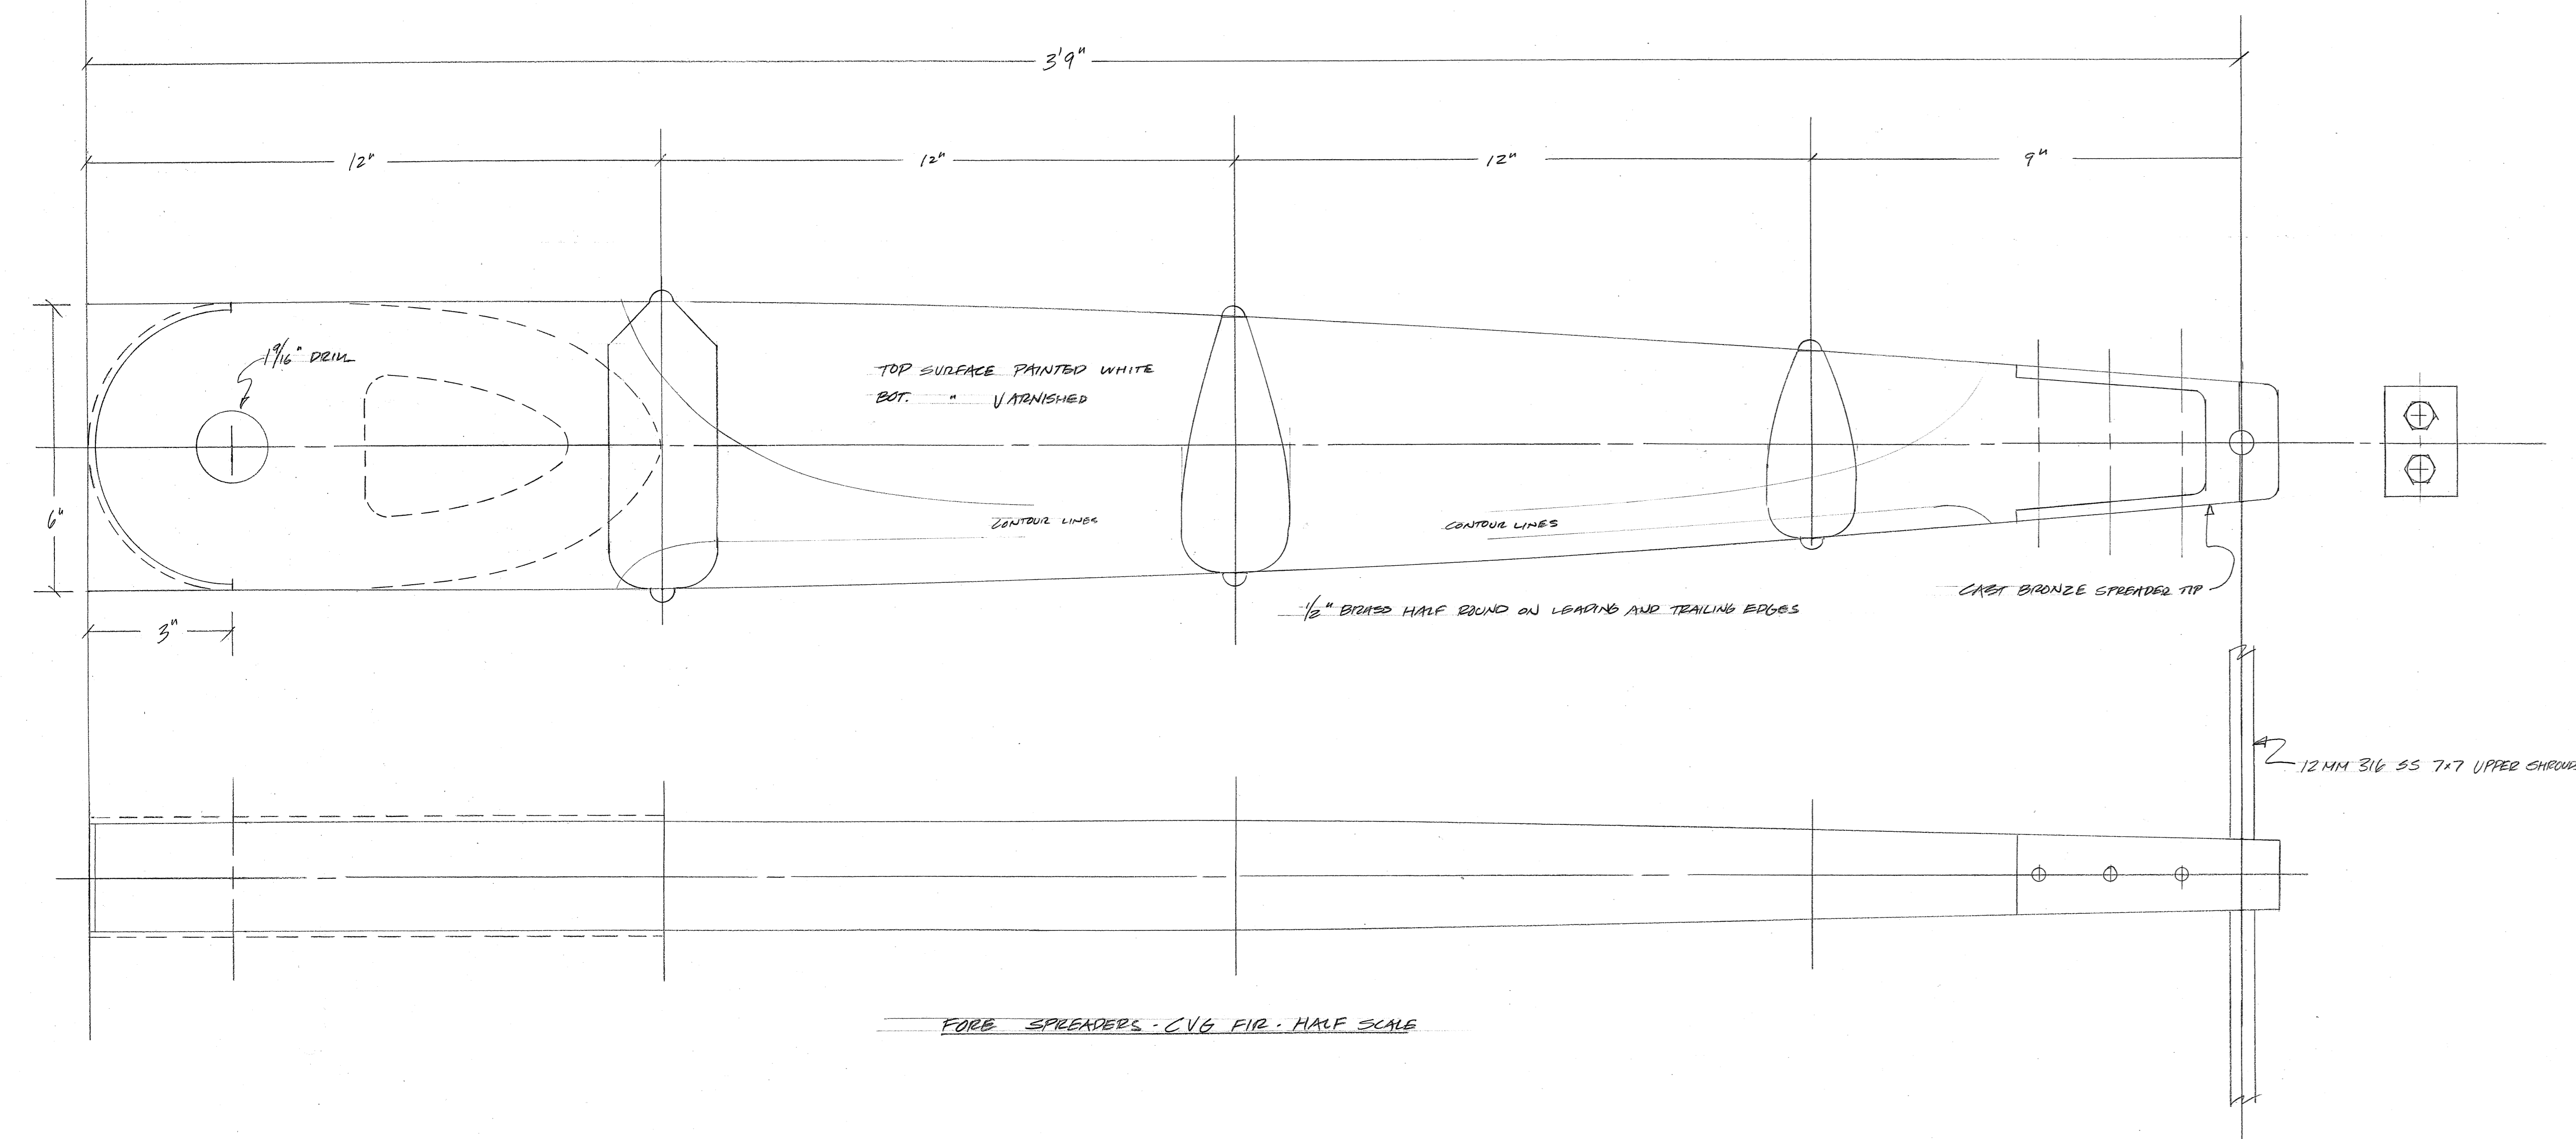 3'9"
12" 12" 12" 9"
1 9/16" DRILL
TOP SURFACE PAINTED WHITE
BOT. " VARNISHED
6"
CONTOUR LINES CONTOUR LINES
CAST BRONZE SPREADER TIP
1/2" BRASS HALF ROUND ON LEADING AND TRAILING EDGES
3"
12MM 316 SS 7x7 UPPER SHROUD
FORE SPREADERS - CVG FIR. HALF SCALE